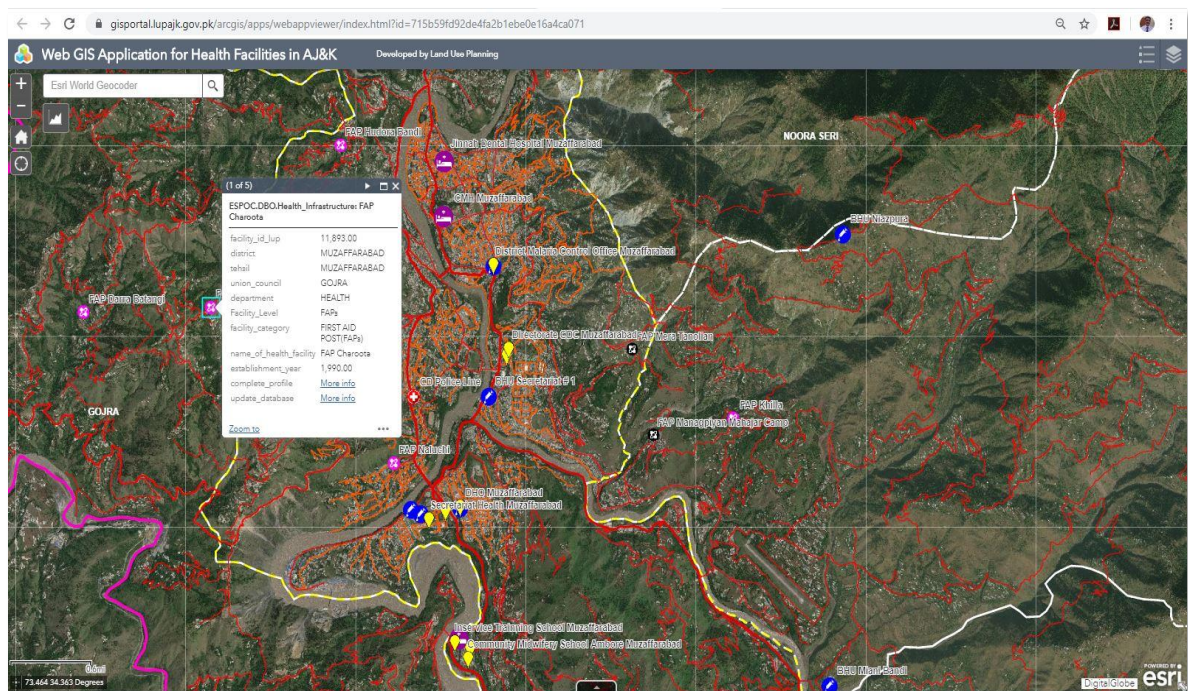 gisportal.lupajk.gov.pk/arcgis/apps/webappviewer/index.html?id=715b59fd92de4fa2b1ebe0e16a4ca071
Web GIS Application for Health Facilities in AJ&K
Developed by Land Use Planning
Esri World Geocoder
FAP Hudora Bandi
Jinnah Dental Hospital Muzaffarabad
NOORA SERI
(1 of 5)
ESPOC.DBO.Health_Infrastructure: FAP
Charoota
facility_id_lup 11,893.00
district MUZAFFARABAD
tehsil MUZAFFARABAD
union_council GOJRA
department HEALTH
Facility_Level FAPs
facility_category FIRST AID
POST(FAPs)
name_of_health_facility FAP Charoota
establishment_year 1,990.00
complete_profile More info
update_database More info
Zoom to
CMH Muzaffarabad
BHU Niazpura
District Malaria Control Office Muzaffarabad
FAP Darra Batangi
Directorate CDC Muzaffarabad
FAP Mera Tanolian
CD Police Line
BHU Secretariat # 1
GOJRA
FAP Khilla
FAP Managpiyan Mahajar Camp
FAP Naluchi
DHO Muzaffarabad
Secretariat Health Muzaffarabad
Inservice Training School Muzaffarabad
Community Midwifery School Ambore Muzaffarabad
BHU Miani Bandi
0.6mi
73.464 34.363 Degrees
DigitalGlobe
POWERED BY
esri